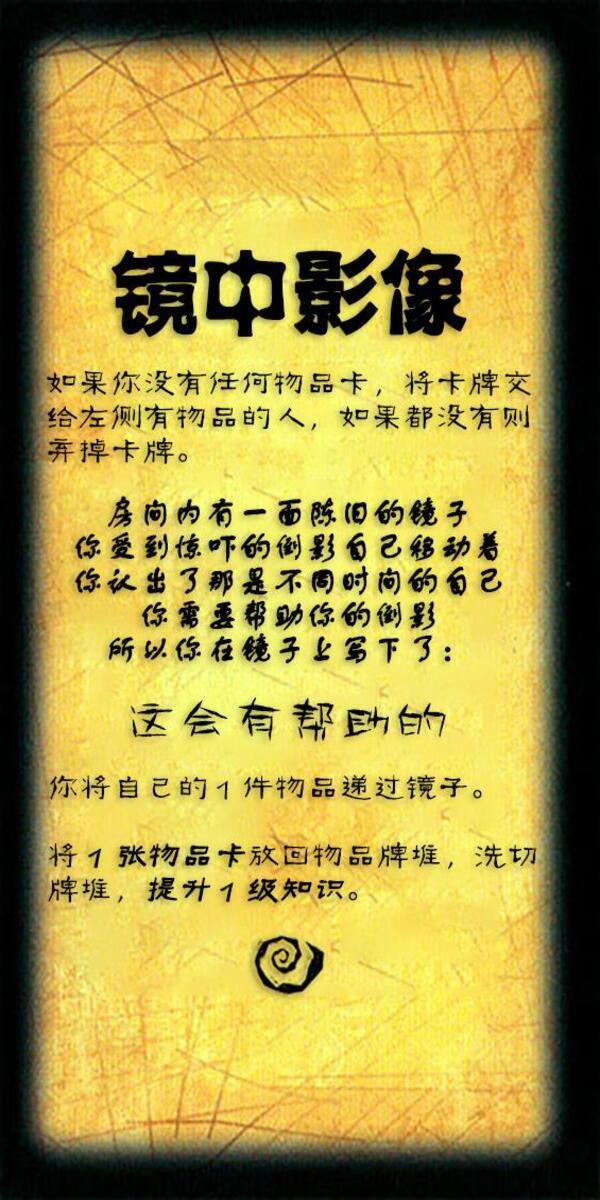 镜中影像
如果你没有任何物品卡，将卡牌交
给左侧有物品的人，如果都没有则
弃掉卡牌。
房间内有一面陈旧的镜子
你受到惊吓的倒影自己移动着
你认出了那是不同时间的自己
你需要帮助你的倒影
所以你在镜子上写下了：
这会有帮助的
你将自己的1件物品递过镜子。
将1张物品卡放回物品牌堆，洗切
牌堆，提升1级知识。